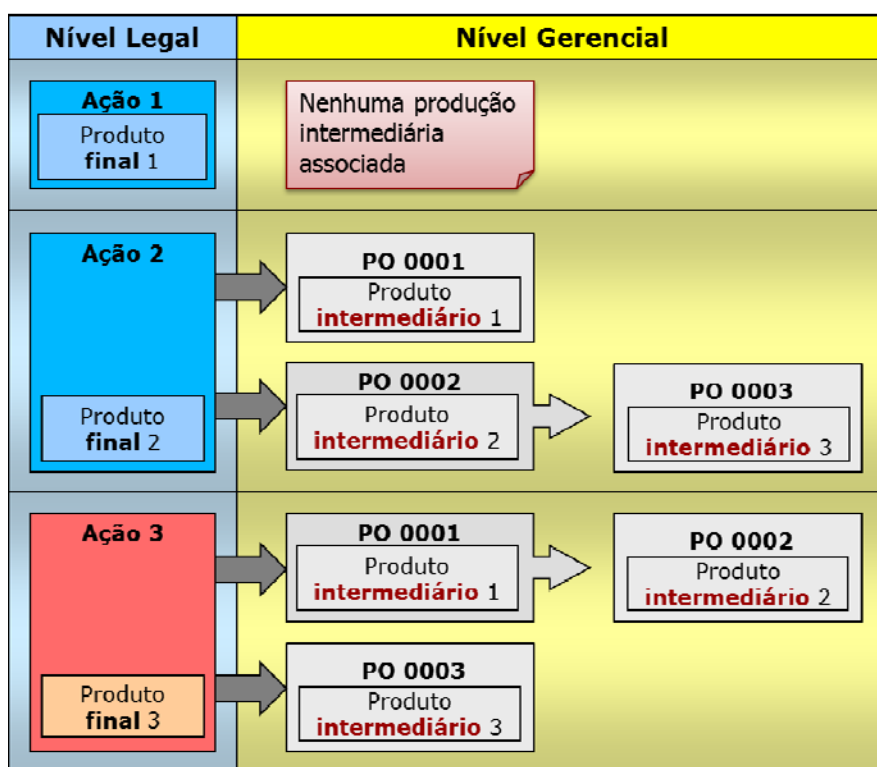 Nível Legal
Nível Gerencial
Ação 1
Produto
final 1
Nenhuma produção
intermediária
associada
Ação 2
Produto
final 2
PO 0001
Produto
intermediário 1
PO 0002
Produto
intermediário 2
PO 0003
Produto
intermediário 3
Ação 3
Produto
final 3
PO 0001
Produto
intermediário 1
PO 0002
Produto
intermediário 2
PO 0003
Produto
intermediário 3